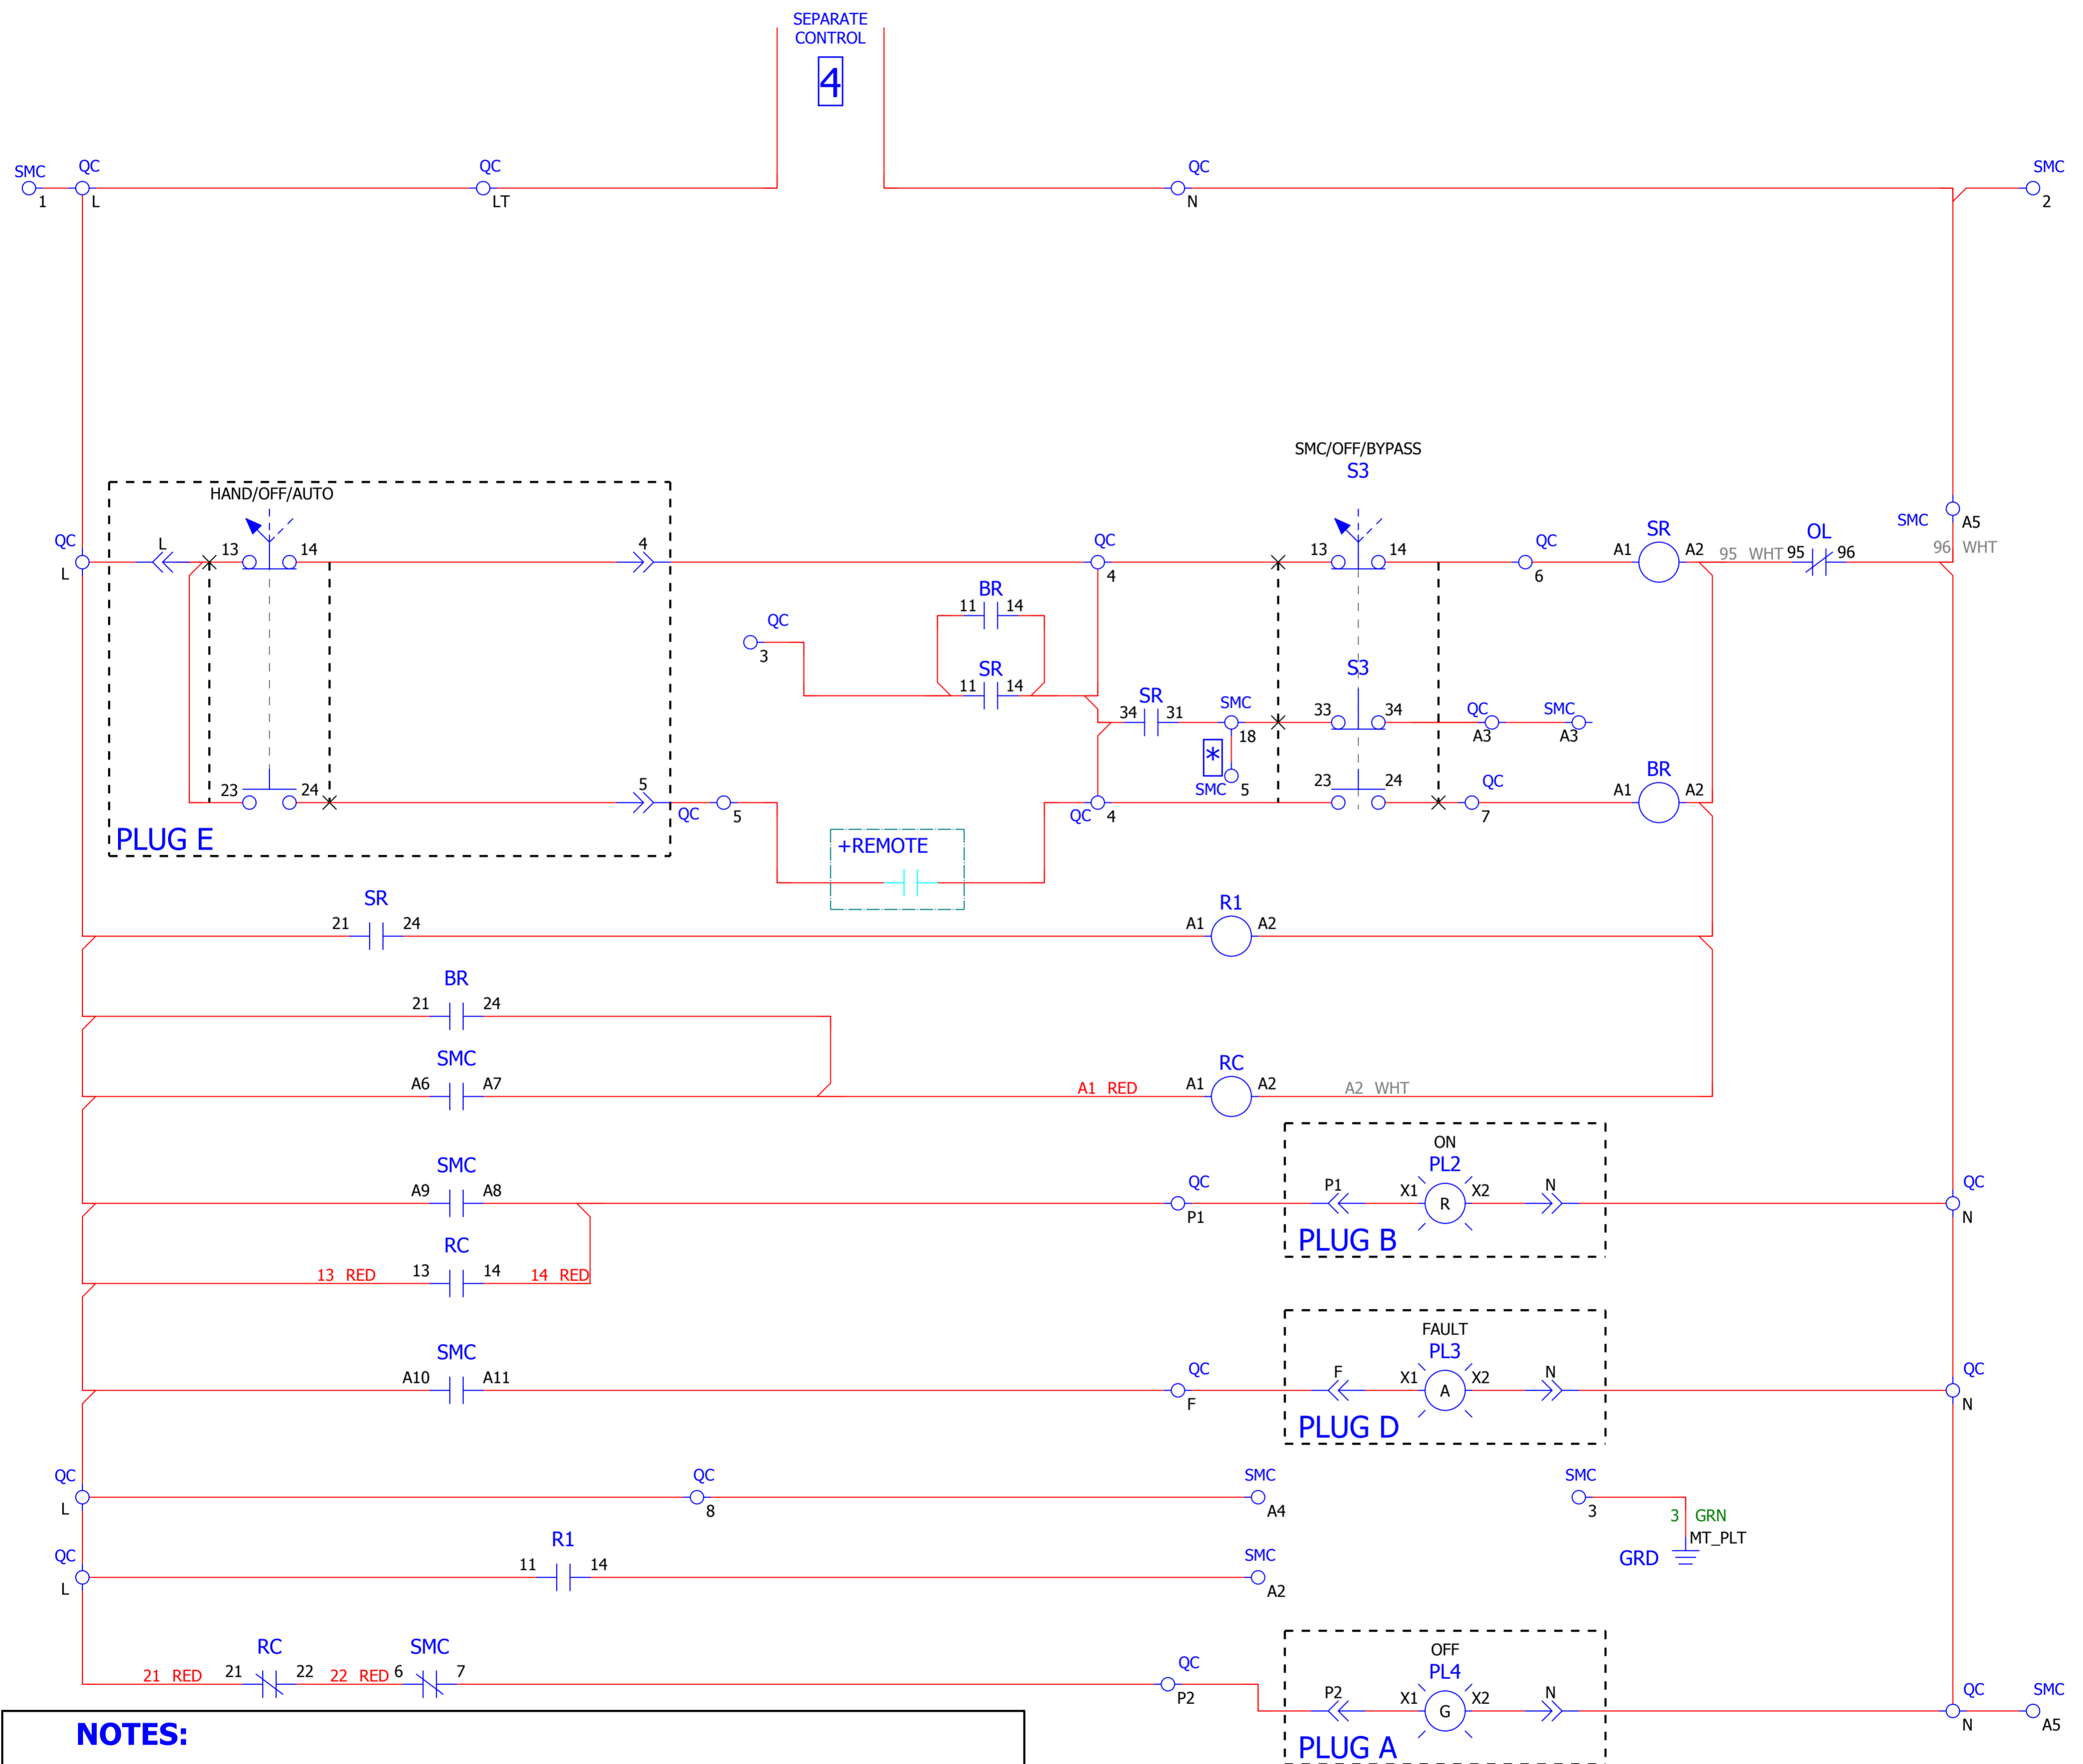 SEPARATE
CONTROL
4
SMC
1
QC
L
QC
LT
QC
N
SMC
2
SMC/OFF/BYPASS
S3
HAND/OFF/AUTO
QC
L
L
13
14
4
QC
4
13
14
QC
6
SR
A1
A2
95 WHT
OL
95
96
96 WHT
SMC
A5
BR
11
14
QC
3
SR
11
14
SR
34
31
SMC
18
*
SMC
5
S3
33
34
QC
A3
SMC
A3
23
24
5
QC
5
QC
4
23
24
QC
7
BR
A1
A2
PLUG E
+REMOTE
SR
21
24
R1
A1
A2
BR
21
24
SMC
A6
A7
A1 RED
RC
A1
A2
A2 WHT
SMC
A9
A8
QC
P1
ON
PL2
P1
X1
R
X2
N
PLUG B
QC
N
RC
13 RED
13
14
14 RED
SMC
A10
A11
QC
F
FAULT
PL3
F
X1
A
X2
N
PLUG D
QC
N
QC
L
QC
8
SMC
A4
SMC
3
3 GRN
MT_PLT
GRD
QC
L
R1
11
14
SMC
A2
21 RED
RC
21
22
22 RED
SMC
6
7
QC
P2
OFF
PL4
P2
X1
G
X2
N
PLUG A
QC
N
SMC
A5
NOTES: